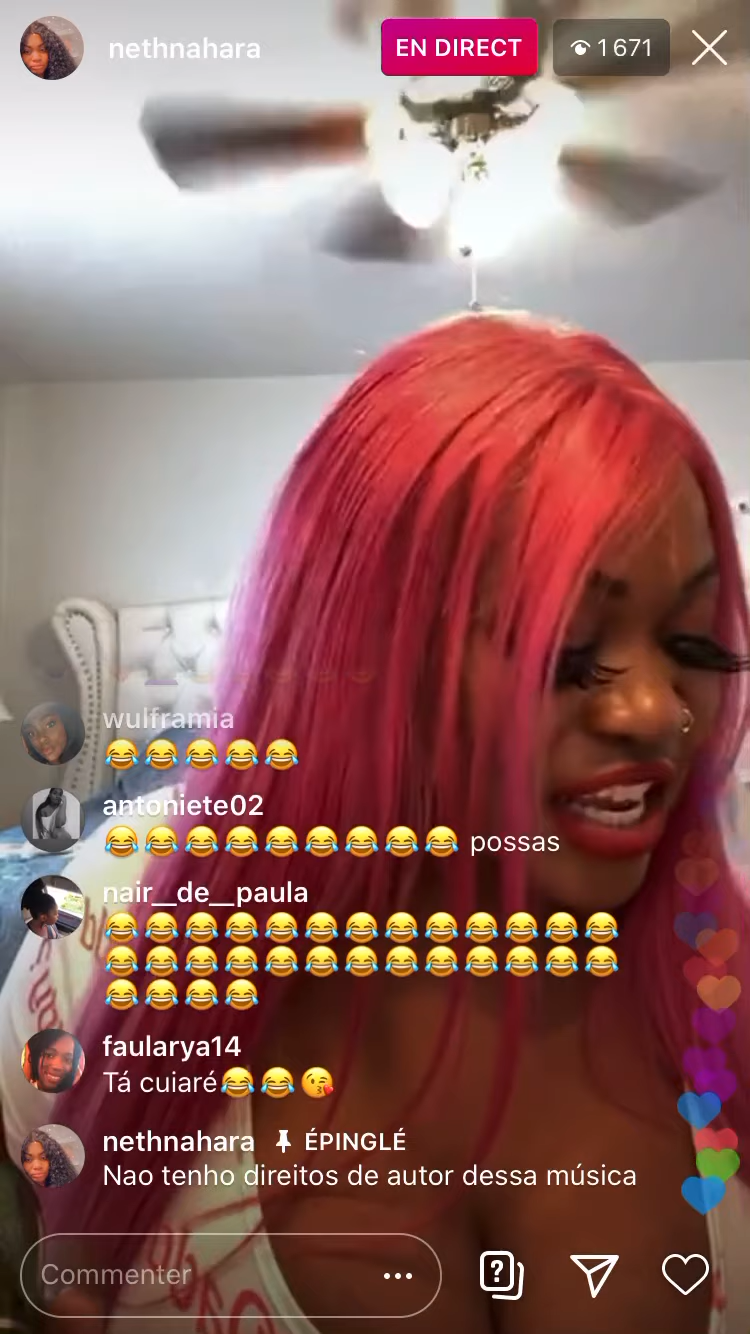 nethnahara
EN DIRECT
1 671
wulframia
😂😂😂😂😂
antoniete02
😂😂😂😂😂😂😂😂😂 possas
nair__de__paula
😂😂😂😂😂😂😂😂😂😂😂😂😂
😂😂😂😂😂😂😂😂😂😂😂😂😂
😂😂😂😂
faularya14
Tá cuiaré😂😂😘
nethnahara 📌 ÉPINGLÉ
Nao tenho direitos de autor dessa música
Commenter